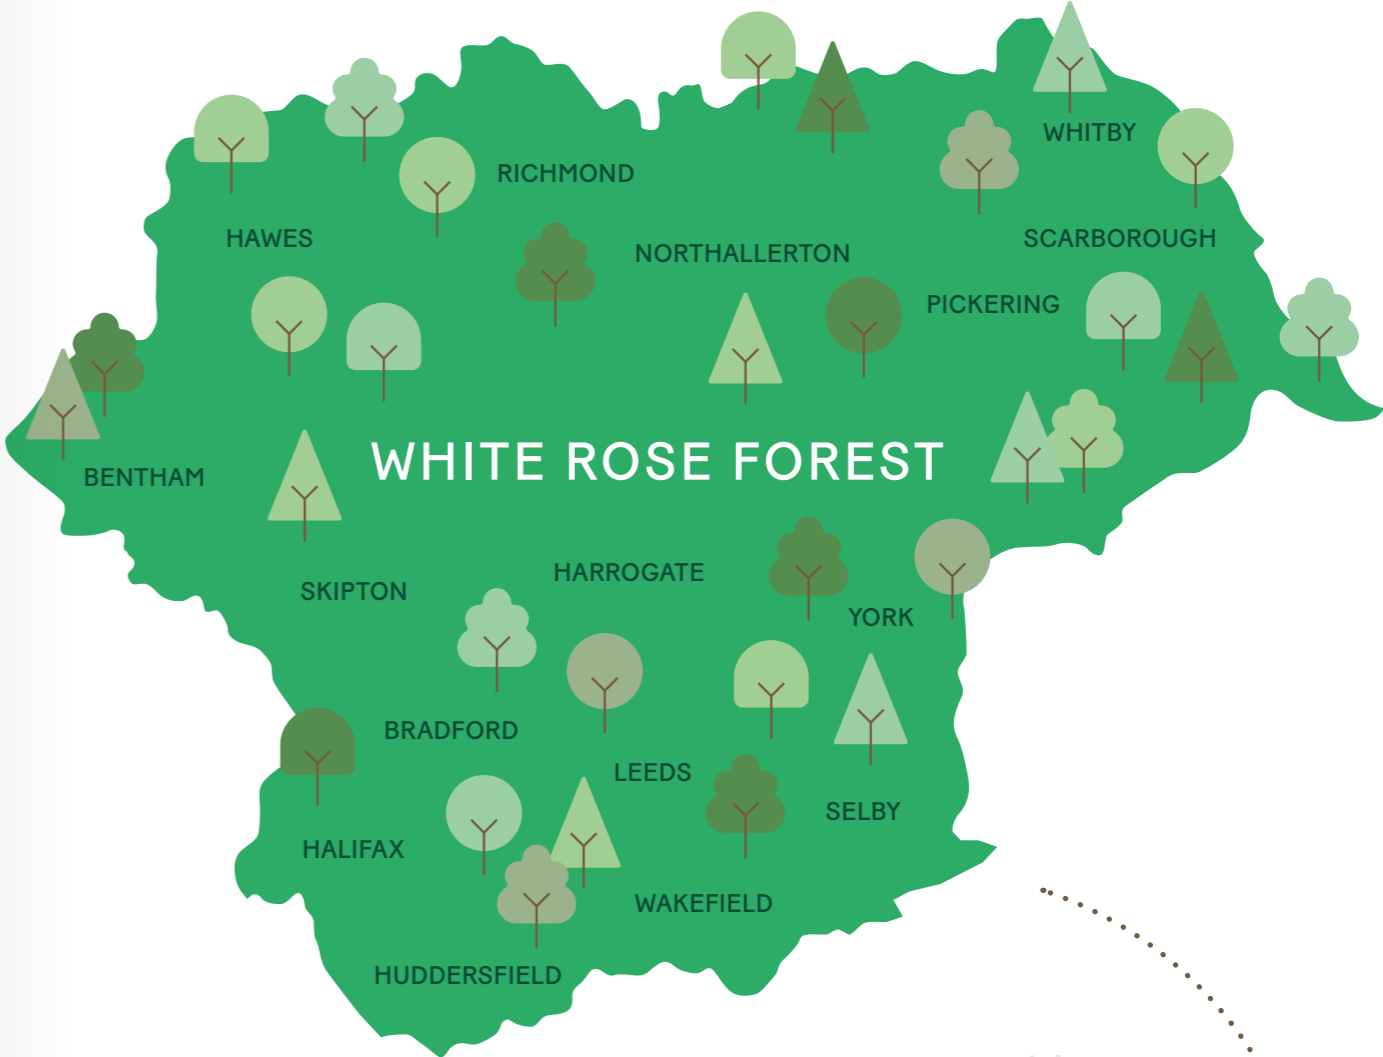 WHITBY
RICHMOND
HAWES
SCARBOROUGH
NORTHALLERTON
PICKERING
WHITE ROSE FOREST
BENTHAM
HARROGATE
SKIPTON
YORK
BRADFORD
LEEDS
SELBY
HALIFAX
WAKEFIELD
HUDDERSFIELD